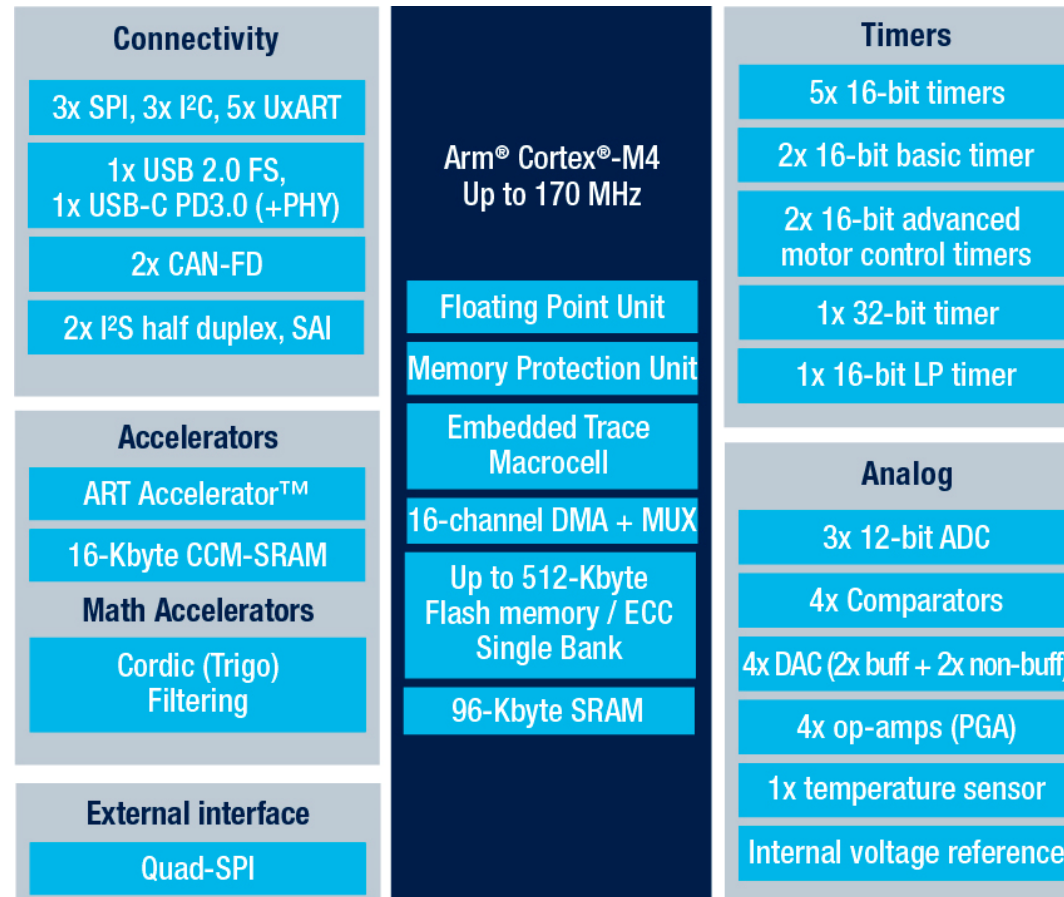 Connectivity
3x SPI, 3x I²C, 5x UxART
1x USB 2.0 FS,
1x USB-C PD3.0 (+PHY)
2x CAN-FD
2x I²S half duplex, SAI
Accelerators
ART Accelerator™
16-Kbyte CCM-SRAM
Math Accelerators
Cordic (Trigo)
Filtering
External interface
Quad-SPI
Arm® Cortex®-M4
Up to 170 MHz
Floating Point Unit
Memory Protection Unit
Embedded Trace
Macrocell
16-channel DMA + MUX
Up to 512-Kbyte
Flash memory / ECC
Single Bank
96-Kbyte SRAM
Timers
5x 16-bit timers
2x 16-bit basic timer
2x 16-bit advanced
motor control timers
1x 32-bit timer
1x 16-bit LP timer
Analog
3x 12-bit ADC
4x Comparators
4x DAC (2x buff + 2x non-buff)
4x op-amps (PGA)
1x temperature sensor
Internal voltage reference